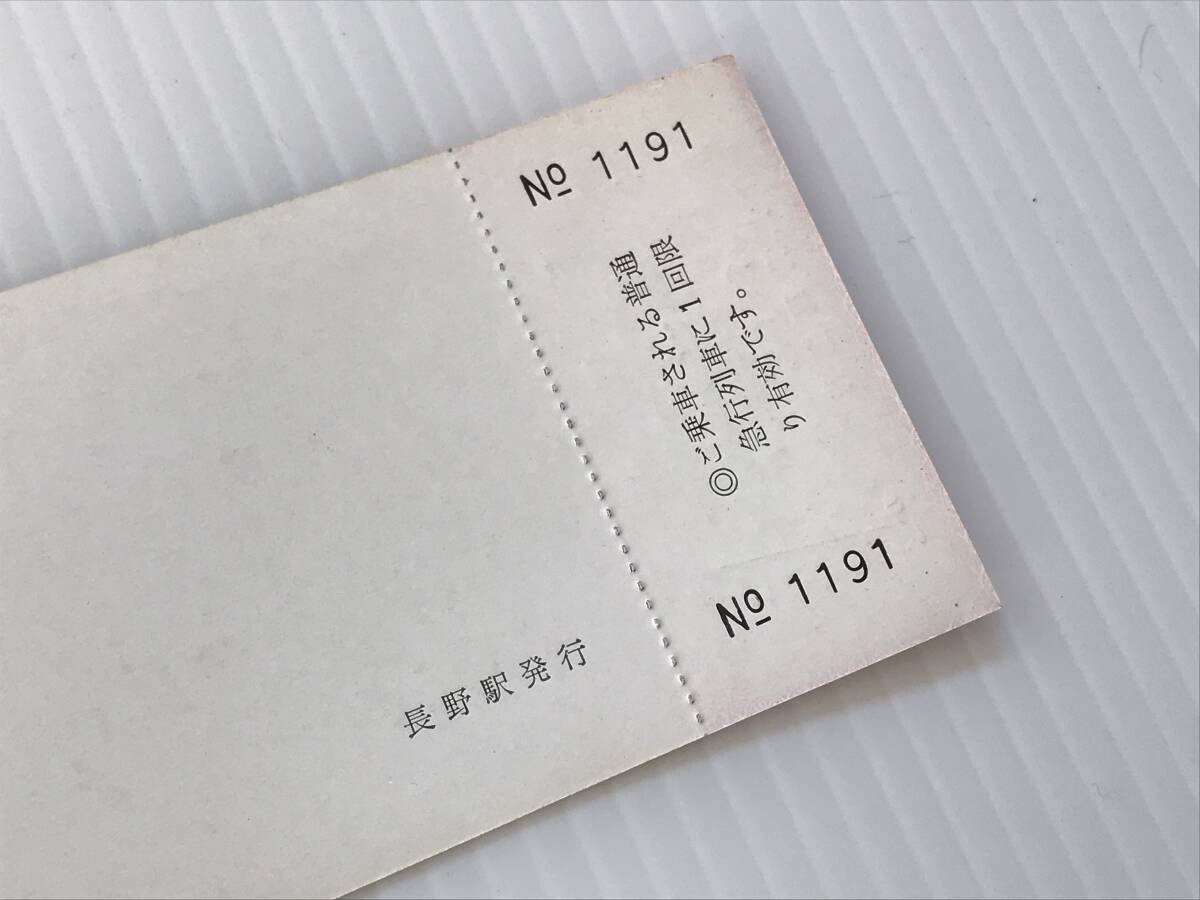 № 1191
◎ご乗車される普通
急行列車に1回限
り有効です。
№ 1191
長野駅発行